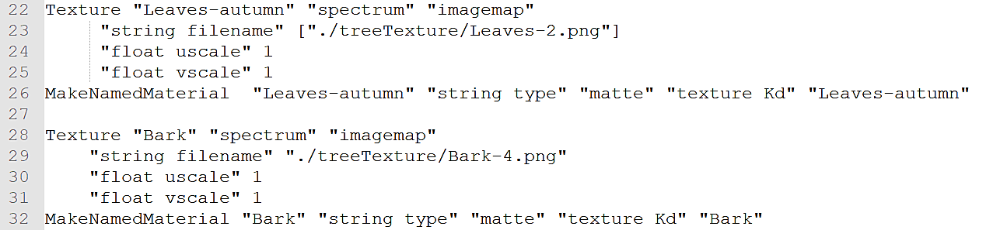 22 Texture "Leaves-autumn" "spectrum" "imagemap"
23 "string filename" ["./treeTexture/Leaves-2.png"]
24 "float uscale" 1
25 "float vscale" 1
26 MakeNamedMaterial  "Leaves-autumn" "string type" "matte" "texture Kd" "Leaves-autumn"
27
28 Texture "Bark" "spectrum" "imagemap"
29 "string filename" "./treeTexture/Bark-4.png"
30 "float uscale" 1
31 "float vscale" 1
32 MakeNamedMaterial "Bark" "string type" "matte" "texture Kd" "Bark"